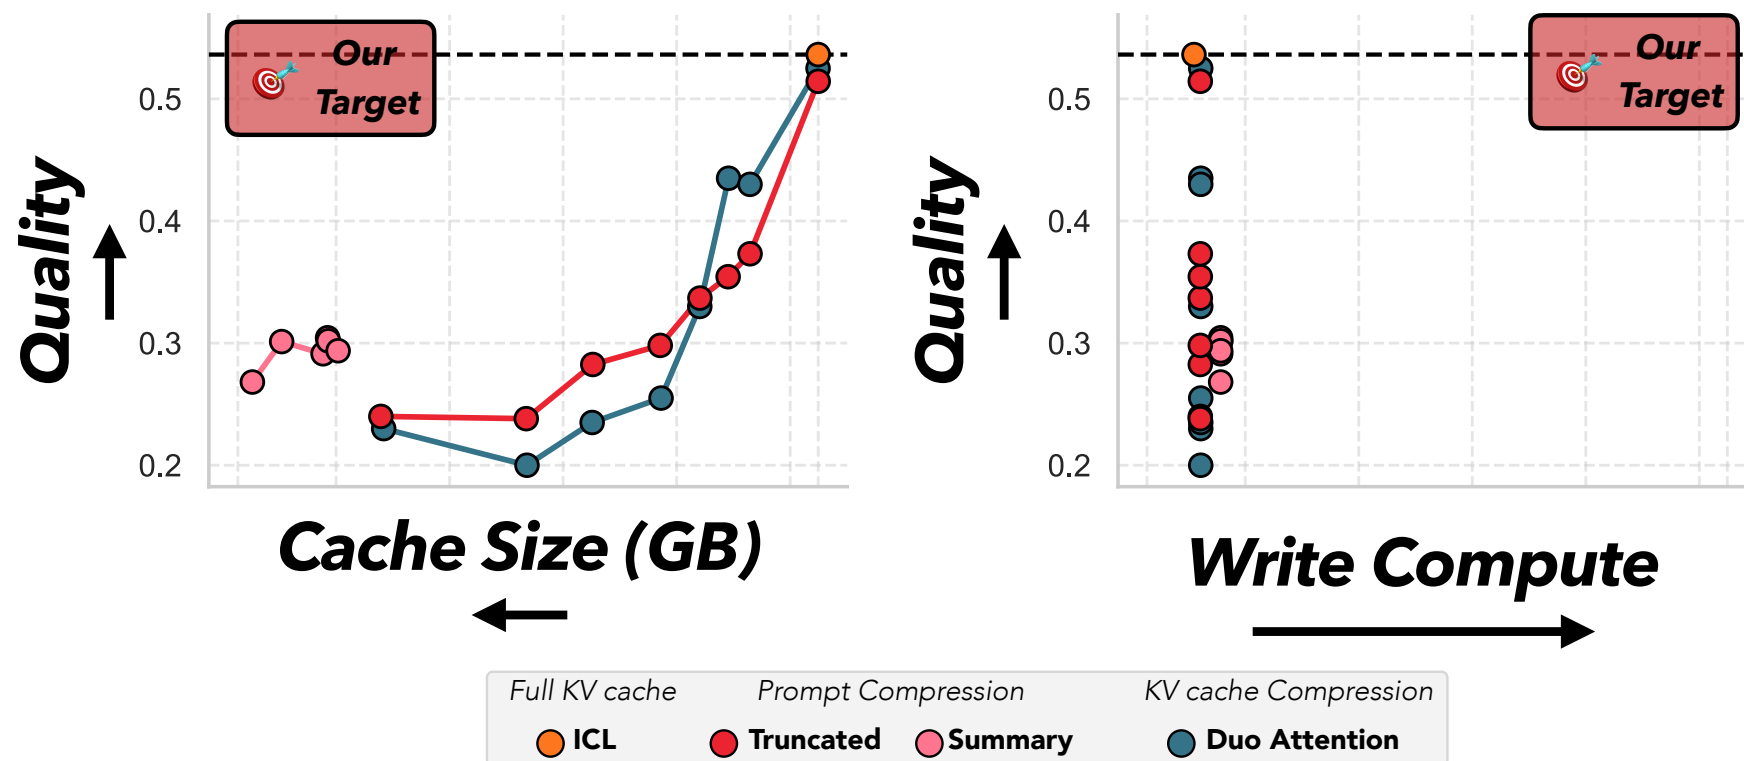 Our
Target
Quality
0.5
0.4
0.3
0.2
Cache Size (GB)
Our
Target
Quality
0.5
0.4
0.3
0.2
Write Compute
Full KV cache
Prompt Compression
KV cache Compression
ICL
Truncated
Summary
Duo Attention